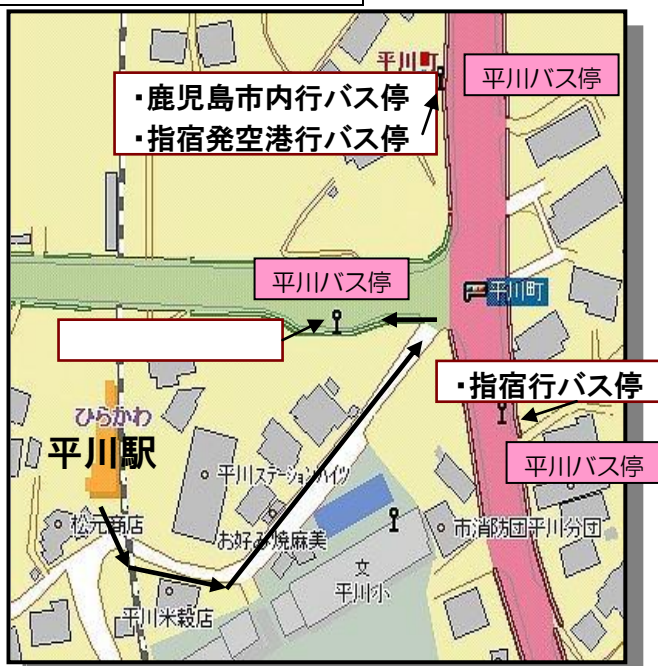 平川町
平川バス停
・鹿児島市内行バス停
・指宿発空港行バス停
平川バス停
平川町
・指宿行バス停
ひらかわ
平川駅
平川ステーションハイツ
平川バス停
松元商店
お好み焼麻美
市消防団平川分団
文
平川小
平川米穀店